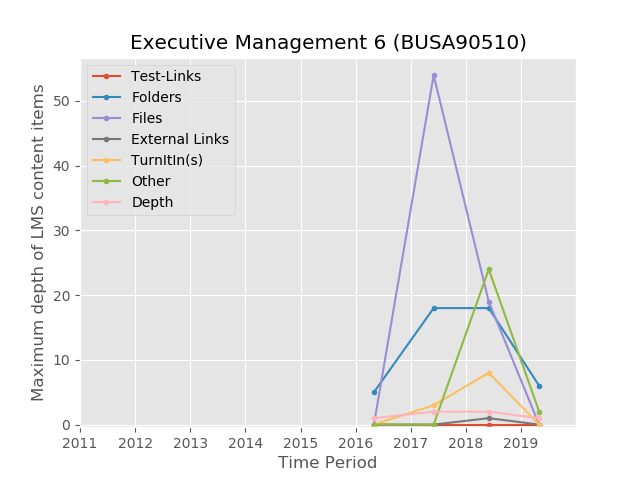 Executive Management 6 (BUSA90510)
Maximum depth of LMS content items
50
40
30
20
10
0
Test-Links
Folders
Files
External Links
TurnItIn(s)
Other
Depth
2011 2012 2013 2014 2015 2016 2017 2018 2019
Time Period